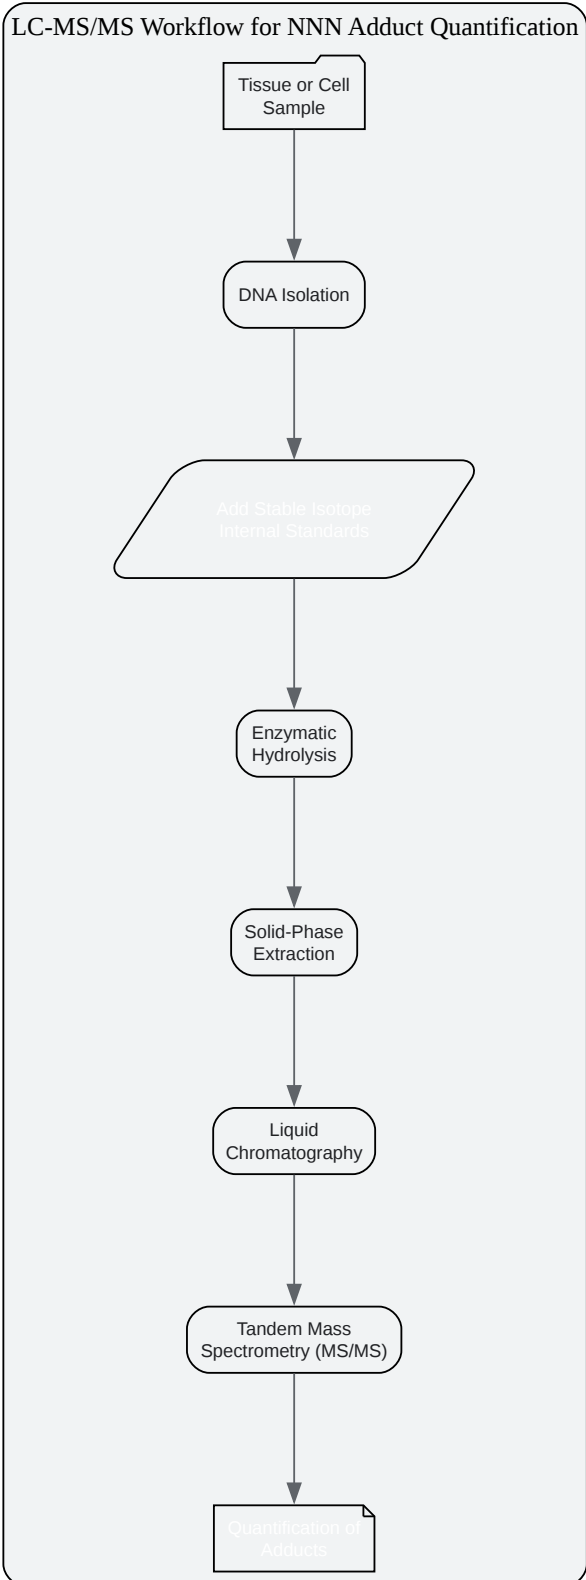 LC-MS/MS Workflow for NNN Adduct Quantification
Tissue or Cell
Sample
DNA Isolation
Add Stable Isotope
Internal Standards
Enzymatic
Hydrolysis
Solid-Phase
Extraction
Liquid
Chromatography
Tandem Mass
Spectrometry (MS/MS)
Quantification of
Adducts